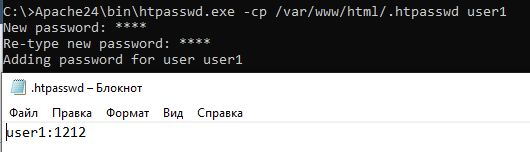 C:\>Apache24\bin\htpasswd.exe -cp /var/www/html/.htpasswd user1
New password: ****
Re-type new password: ****
Adding password for user user1
.htpasswd – Блокнот
Файл Правка Формат Вид Справка
user1:1212